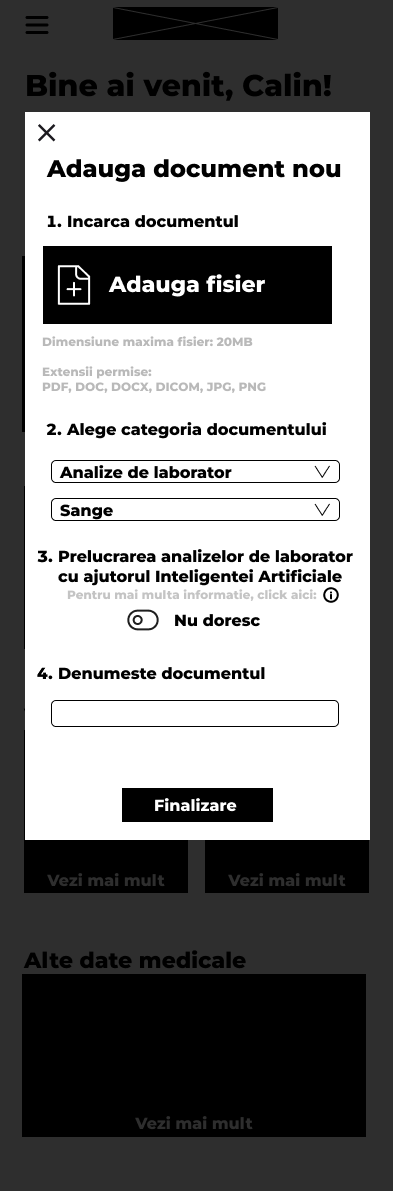 Bine ai venit, Calin!
Adauga document nou
1. Incarca documentul
Adauga fisier
Dimensiune maxima fisier: 20MB
Extensii permise:
PDF, DOC, DOCX, DICOM, JPG, PNG
2. Alege categoria documentului
Analize de laborator
Sange
3. Prelucrarea analizelor de laborator
cu ajutorul Inteligentei Artificiale
Pentru mai multa informatie, click aici:
Nu doresc
4. Denumeste documentul
Finalizare
Vezi mai mult
Vezi mai mult
Alte date medicale
Vezi mai mult